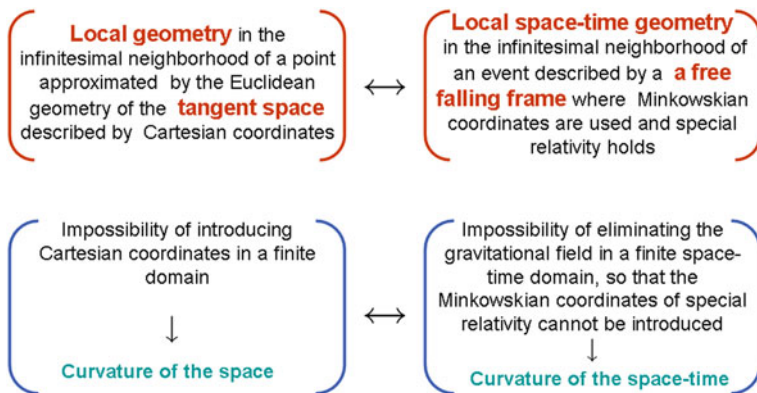 Local geometry in the
infinitesimal neighborhood of a point
approximated by the Euclidean
geometry of the tangent space
described by Cartesian coordinates
↔
Local space-time geometry
in the infinitesimal neighborhood of
an event described by a a free
falling frame where Minkowskian
coordinates are used and special
relativity holds
Impossibility of introducing
Cartesian coordinates in a finite
domain
↓
Curvature of the space
↔
Impossibility of eliminating the
gravitational field in a finite space-
time domain, so that the
Minkowskian coordinates of special
relativity cannot be introduced
↓
Curvature of the space-time